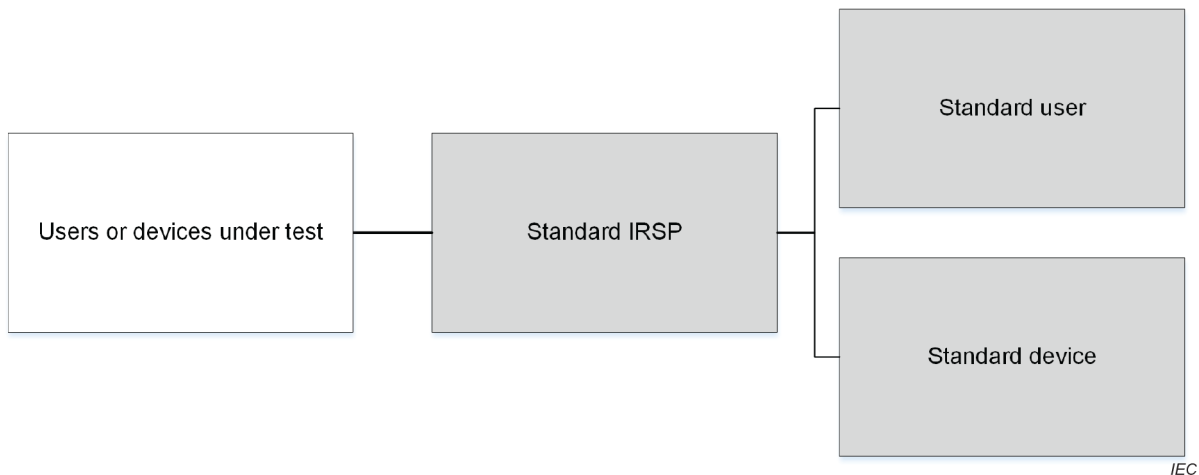 Users or devices under test
Standard IRSP
Standard user
Standard device
IEC